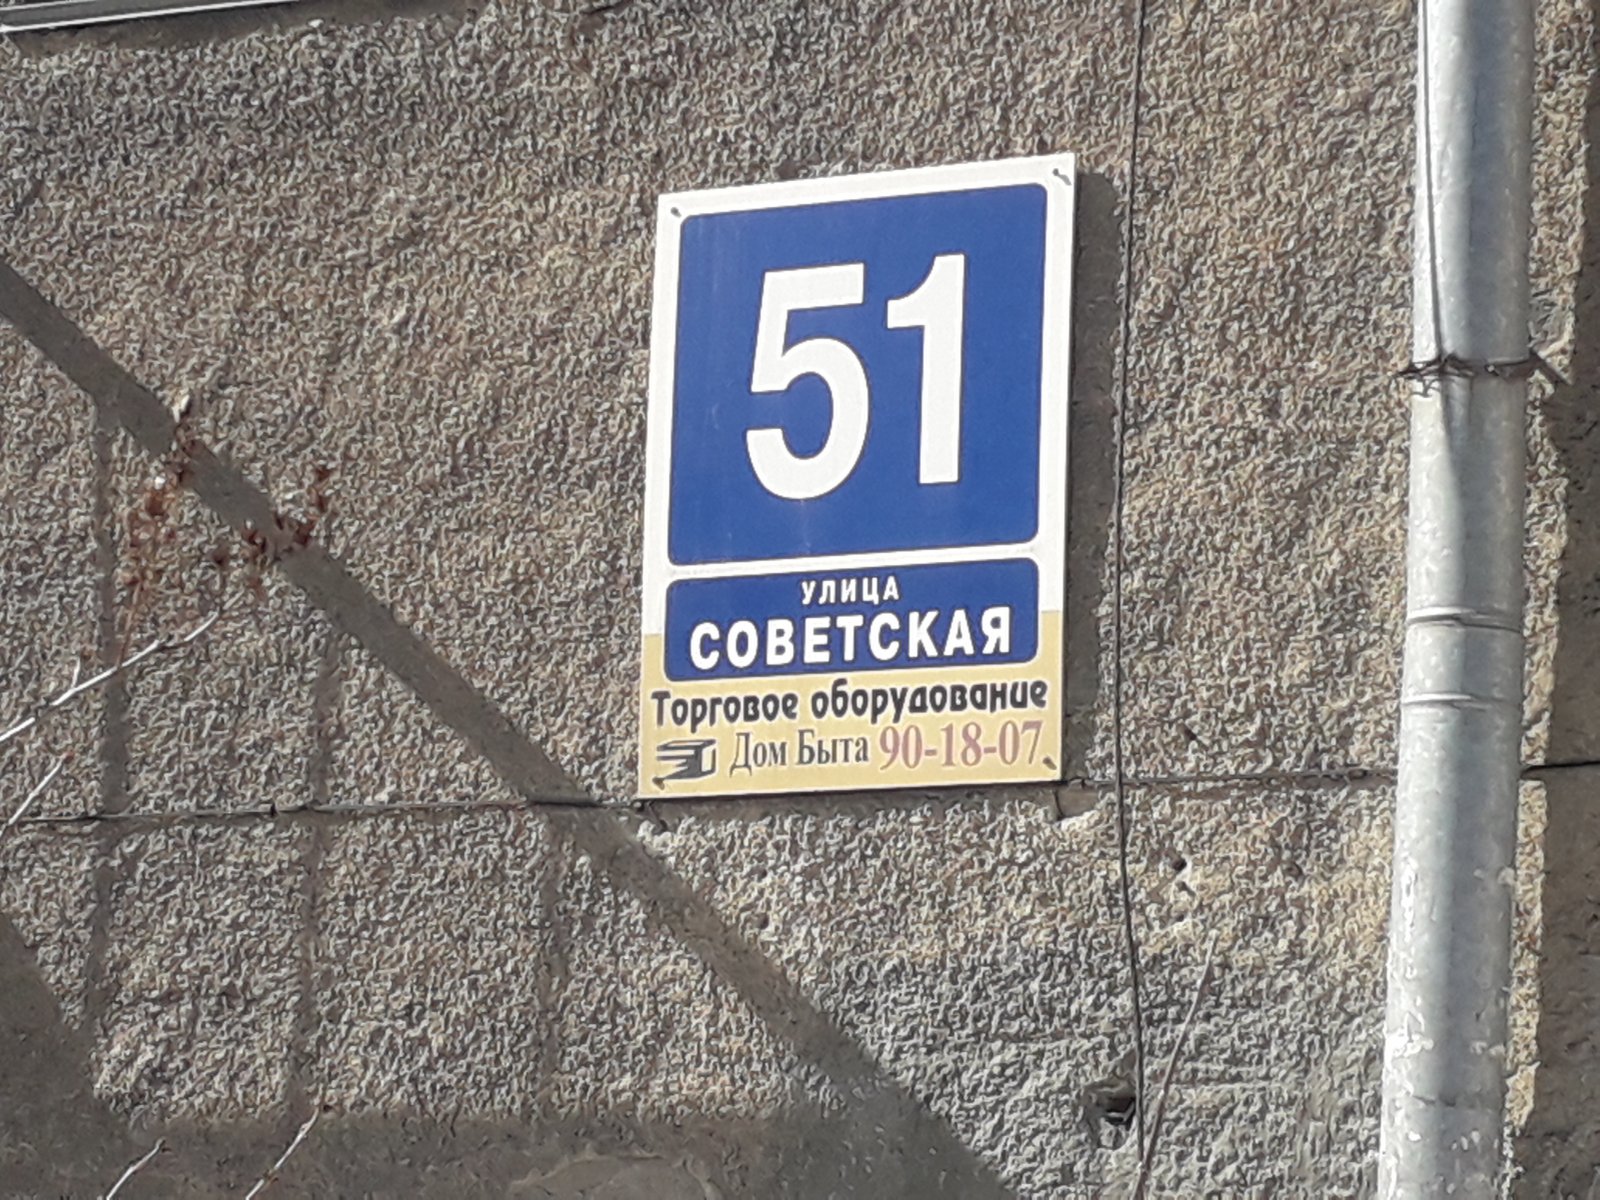 51
УЛИЦА
СОВЕТСКАЯ
Торговое оборудование
Дом Быта 90-18-07